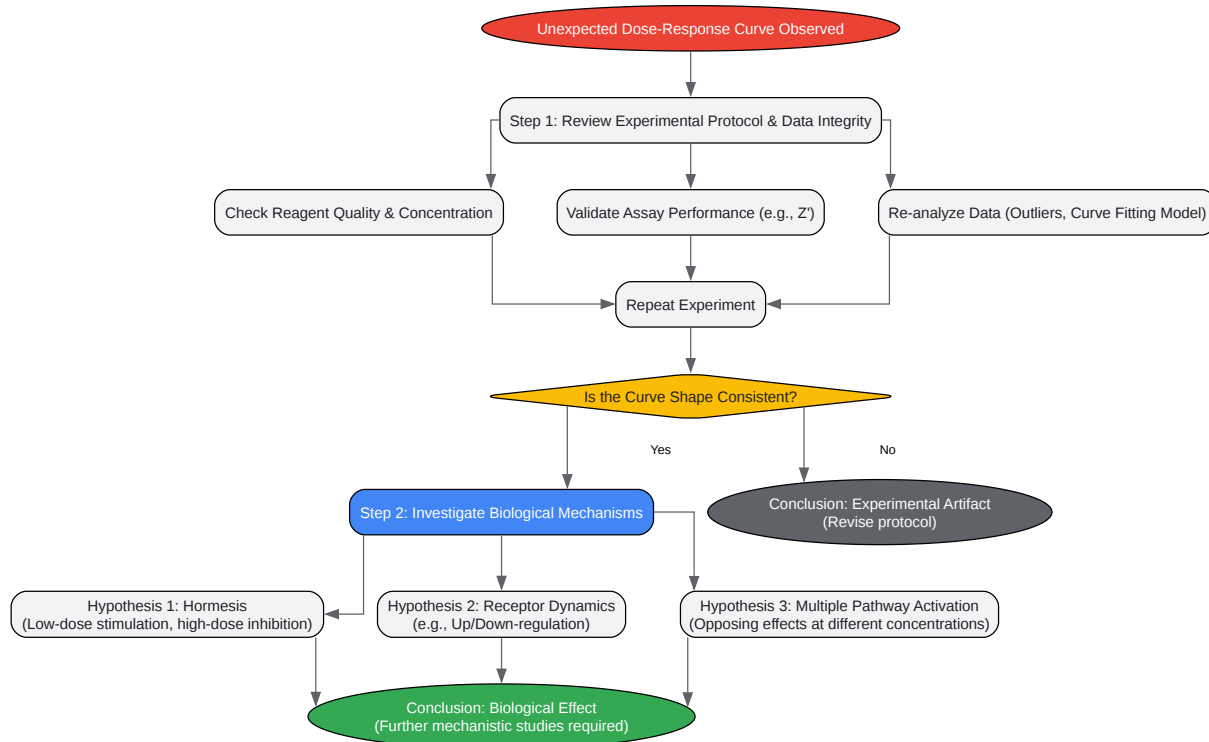 Unexpected Dose-Response Curve Observed
Step 1: Review Experimental Protocol & Data Integrity
Check Reagent Quality & Concentration
Validate Assay Performance (e.g., Z')
Re-analyze Data (Outliers, Curve Fitting Model)
Repeat Experiment
Is the Curve Shape Consistent?
Yes
No
Step 2: Investigate Biological Mechanisms
Conclusion: Experimental Artifact
(Revise protocol)
Hypothesis 1: Hormesis
(Low-dose stimulation, high-dose inhibition)
Hypothesis 2: Receptor Dynamics
(e.g., Up/Down-regulation)
Hypothesis 3: Multiple Pathway Activation
(Opposing effects at different concentrations)
Conclusion: Biological Effect
(Further mechanistic studies required)